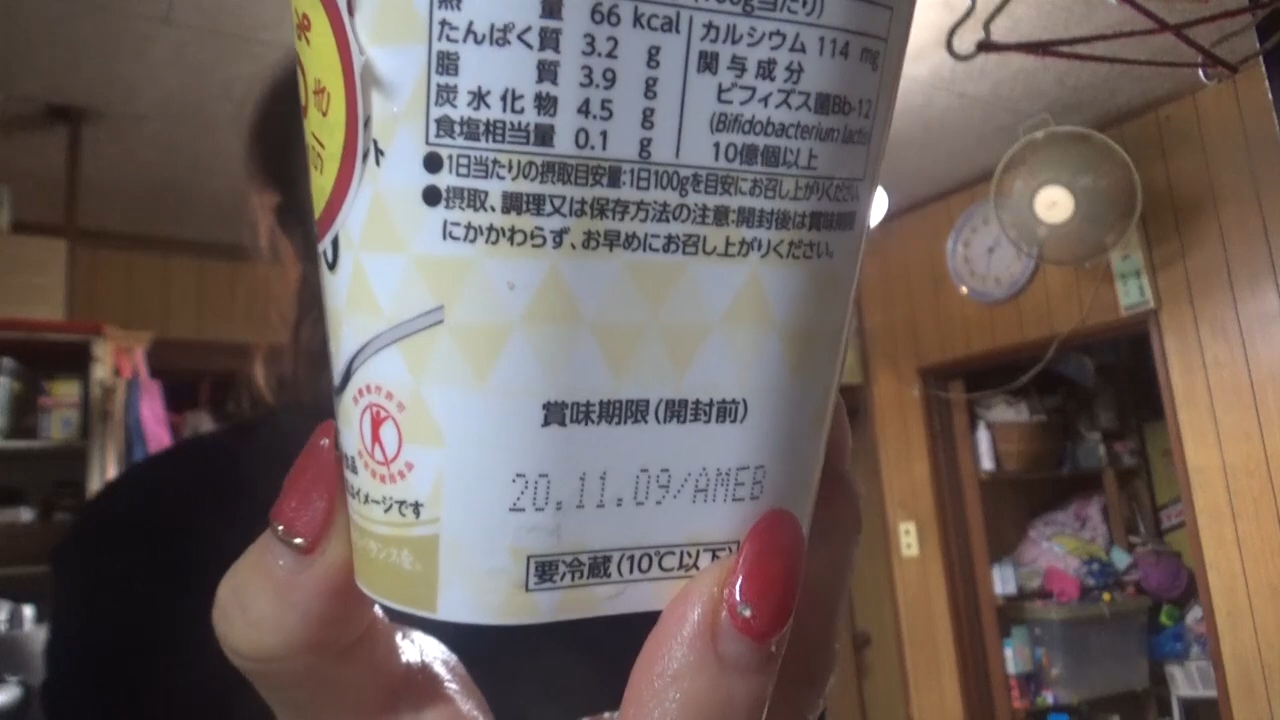 熱量 66 kcal
たんぱく質 3.2 g
脂質 3.9 g
炭水化物 4.5 g
食塩相当量 0.1 g
カルシウム 114 mg
関与成分
ビフィズス菌Bb-12
(Bifidobacterium lactis
10億個以上
●1日当たりの摂取目安量:1日100gを目安にお召し上がりください。
●摂取、調理又は保存方法の注意:開封後は賞味期限
にかかわらず、お早めにお召し上がりください。
イメージです
賞味期限(開封前)
20.11.09/AMEB
要冷蔵(10℃以下)